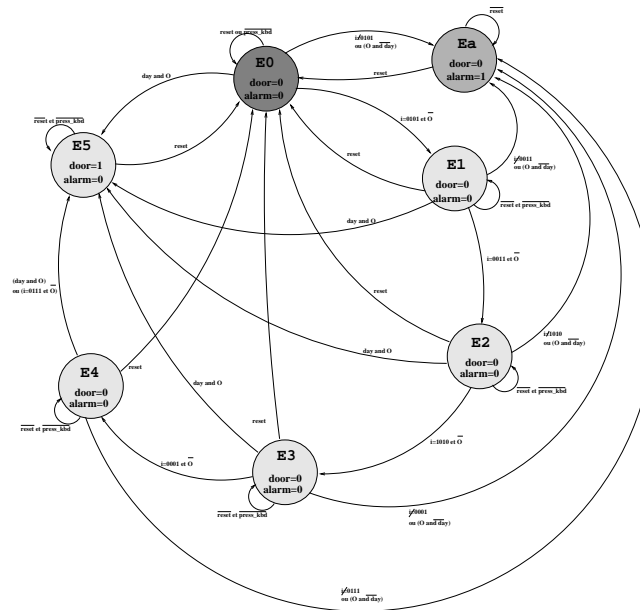 reset
reset ou press_kbd
i≠0101
ou (O and day)
Ea
door=0
alarm=1
E0
door=0
alarm=0
day and O
reset
i=0101 et O
reset et press_kbd
E5
door=1
alarm=0
reset
reset
i≠0011
ou (O and day)
E1
door=0
alarm=0
reset et press_kbd
day and O
i=0011 et O
(day and O)
ou (i=0111 et O)
reset
i≠1010
ou (O and day)
E2
door=0
alarm=0
day and O
reset
E4
door=0
alarm=0
day and O
reset et press_kbd
reset et press_kbd
reset
i=1010 et O
E3
door=0
alarm=0
i=0001 et O
reset et press_kbd
i≠0001
ou (O and day)
i≠0111
ou (O and day)